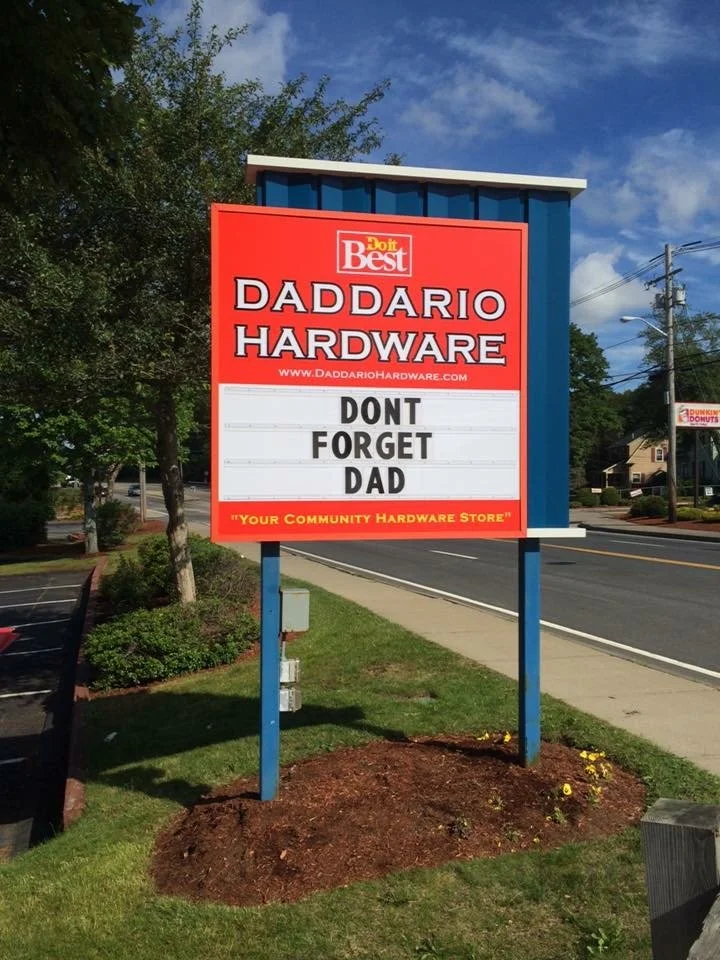 Do it
Best
DADDARIO
HARDWARE
www.DaddarioHardware.com
DONT
FORGET
DAD
"Your Community Hardware Store"
DUNKIN'
DONUTS